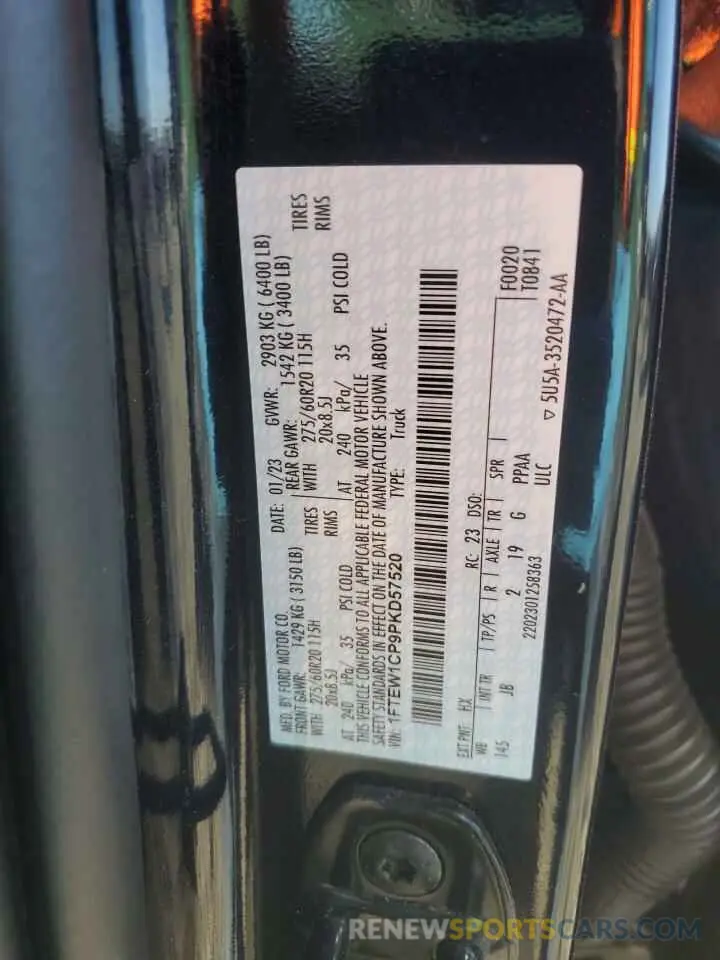 MFD. BY FORD MOTOR CO. DATE: 01/23 GVWR: 2903 KG ( 6400 LB)
FRONT GAWR: 1429 KG ( 3150 LB) REAR GAWR: 1542 KG ( 3400 LB)
WITH 275/60R20 115H TIRES WITH 275/60R20 115H TIRES
20x8.5J RIMS 20x8.5J RIMS
AT 240 kPa/ 35 PSI COLD AT 240 kPa/ 35 PSI COLD
THIS VEHICLE CONFORMS TO ALL APPLICABLE FEDERAL MOTOR VEHICLE
SAFETY STANDARDS IN EFFECT ON THE DATE OF MANUFACTURE SHOWN ABOVE.
VIN: 1FTEW1CP9PKD57520 TYPE: Truck
EXT PNT: RC: 23 DSO:
WB INT TR TP/PS R AXLE TR SPR F0020
145 JB 2 19 G PPAA T0841
ULC
2202301258363 ▽ 5U5A-3520472-AA
RENEWSPORTSCARS.COM